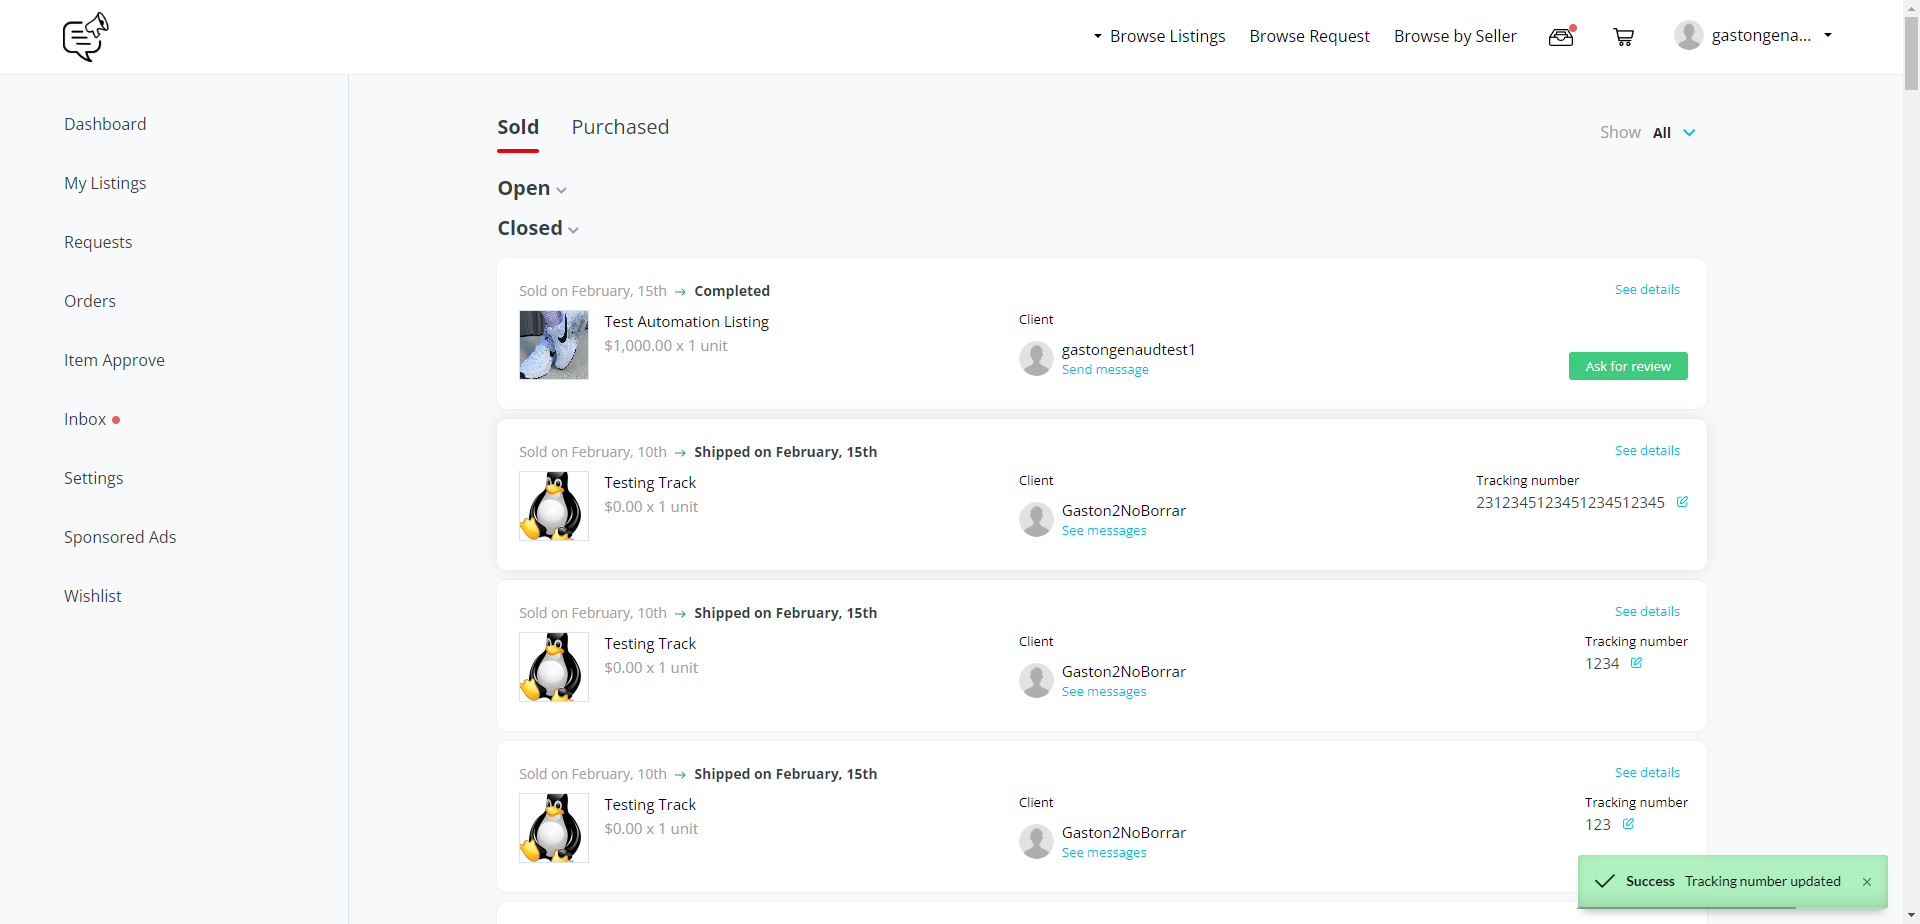 Browse Listings
Browse Request
Browse by Seller
gastongena...
Dashboard
My Listings
Requests
Orders
Item Approve
Inbox
Settings
Sponsored Ads
Wishlist
Sold
Purchased
Show All
Open
Closed
Sold on February, 15th → Completed
See details
Test Automation Listing
$1,000.00 x 1 unit
Client
gastongenaudtest1
Send message
Ask for review
Sold on February, 10th → Shipped on February, 15th
See details
Testing Track
$0.00 x 1 unit
Client
Gaston2NoBorrar
See messages
Tracking number
2312345123451234512345
Sold on February, 10th → Shipped on February, 15th
See details
Testing Track
$0.00 x 1 unit
Client
Gaston2NoBorrar
See messages
Tracking number
1234
Sold on February, 10th → Shipped on February, 15th
See details
Testing Track
$0.00 x 1 unit
Client
Gaston2NoBorrar
See messages
Tracking number
123
Success Tracking number updated